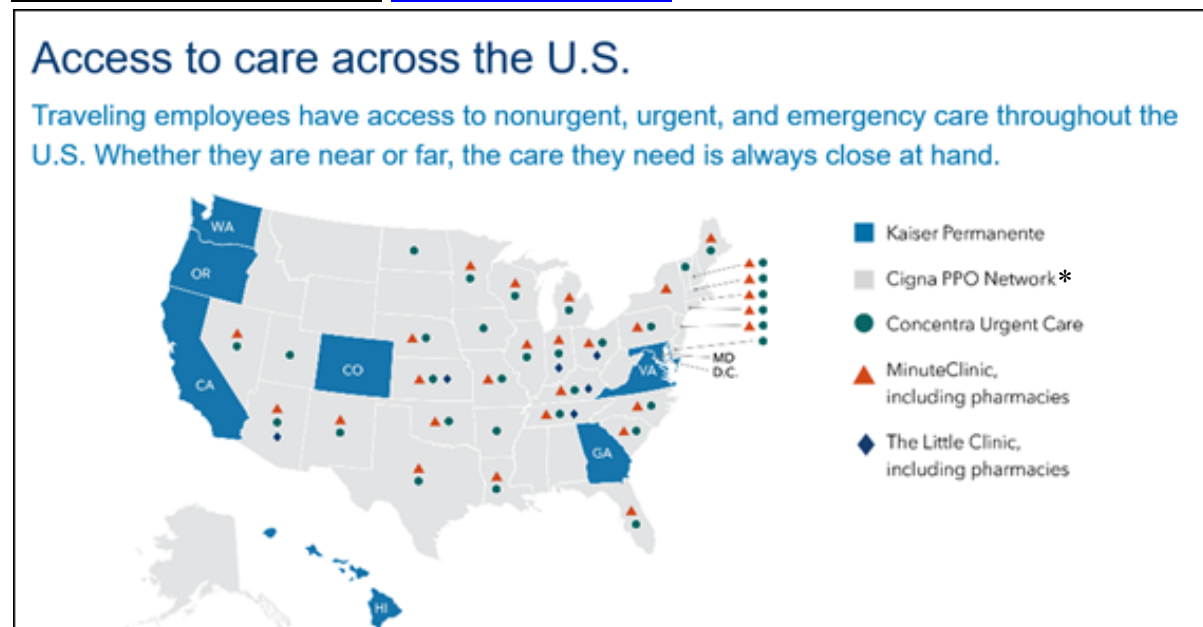 Access to care across the U.S.
Traveling employees have access to nonurgent, urgent, and emergency care throughout the
U.S. Whether they are near or far, the care they need is always close at hand.
WA
OR
CA
CO
VA
MD
D.C.
GA
HI
Kaiser Permanente
Cigna PPO Network*
Concentra Urgent Care
MinuteClinic,
including pharmacies
The Little Clinic,
including pharmacies